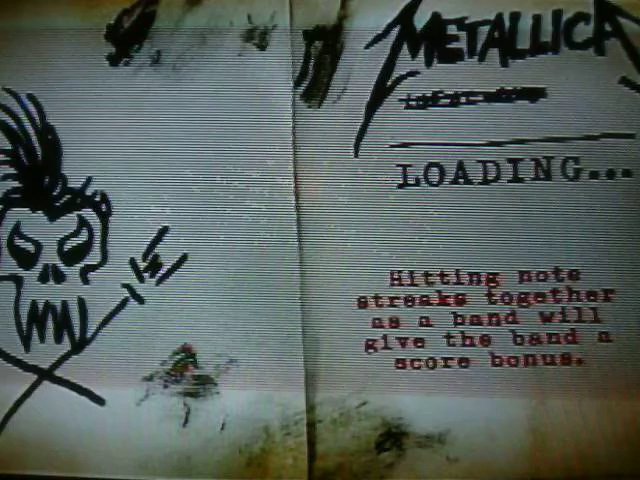 METALLICA
LOADING...
Hitting note
streaks together
as a band will
give the band a
score bonus.